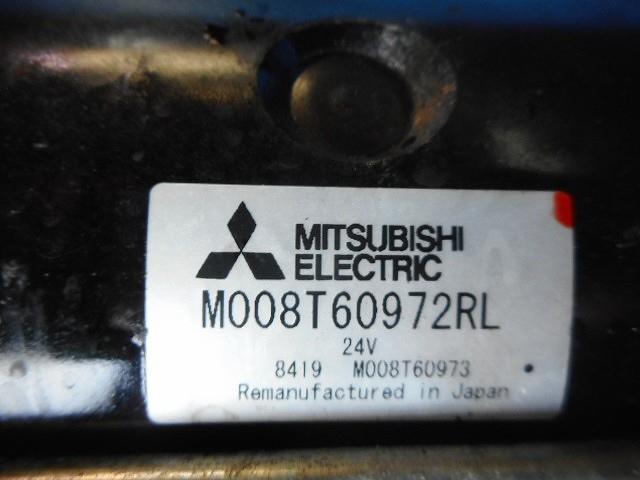 MITSUBISHI
ELECTRIC
M008T60972RL
24V
8419 M008T60973
Remanufactured in Japan